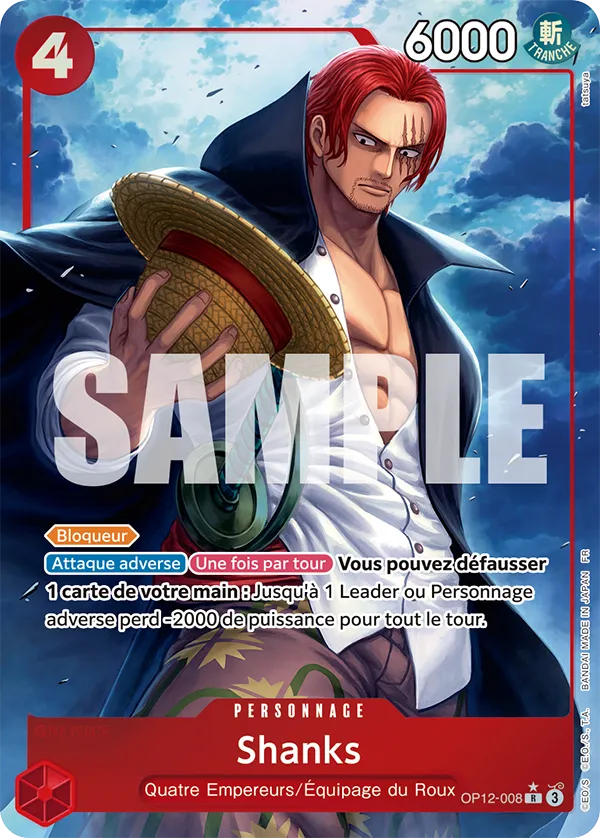 4
6000
斬
TRANCHE
tatsuya
SAMPLE
Bloqueur
Attaque adverse Une fois par tour Vous pouvez défausser
1 carte de votre main : Jusqu'à 1 Leader ou Personnage
adverse perd -2000 de puissance pour tout le tour.
PERSONNAGE
Shanks
Quatre Empereurs/Équipage du Roux
OP12-008 R 3
©E.O/S ©E.O./S., T.A. BANDAI MADE IN JAPAN FR